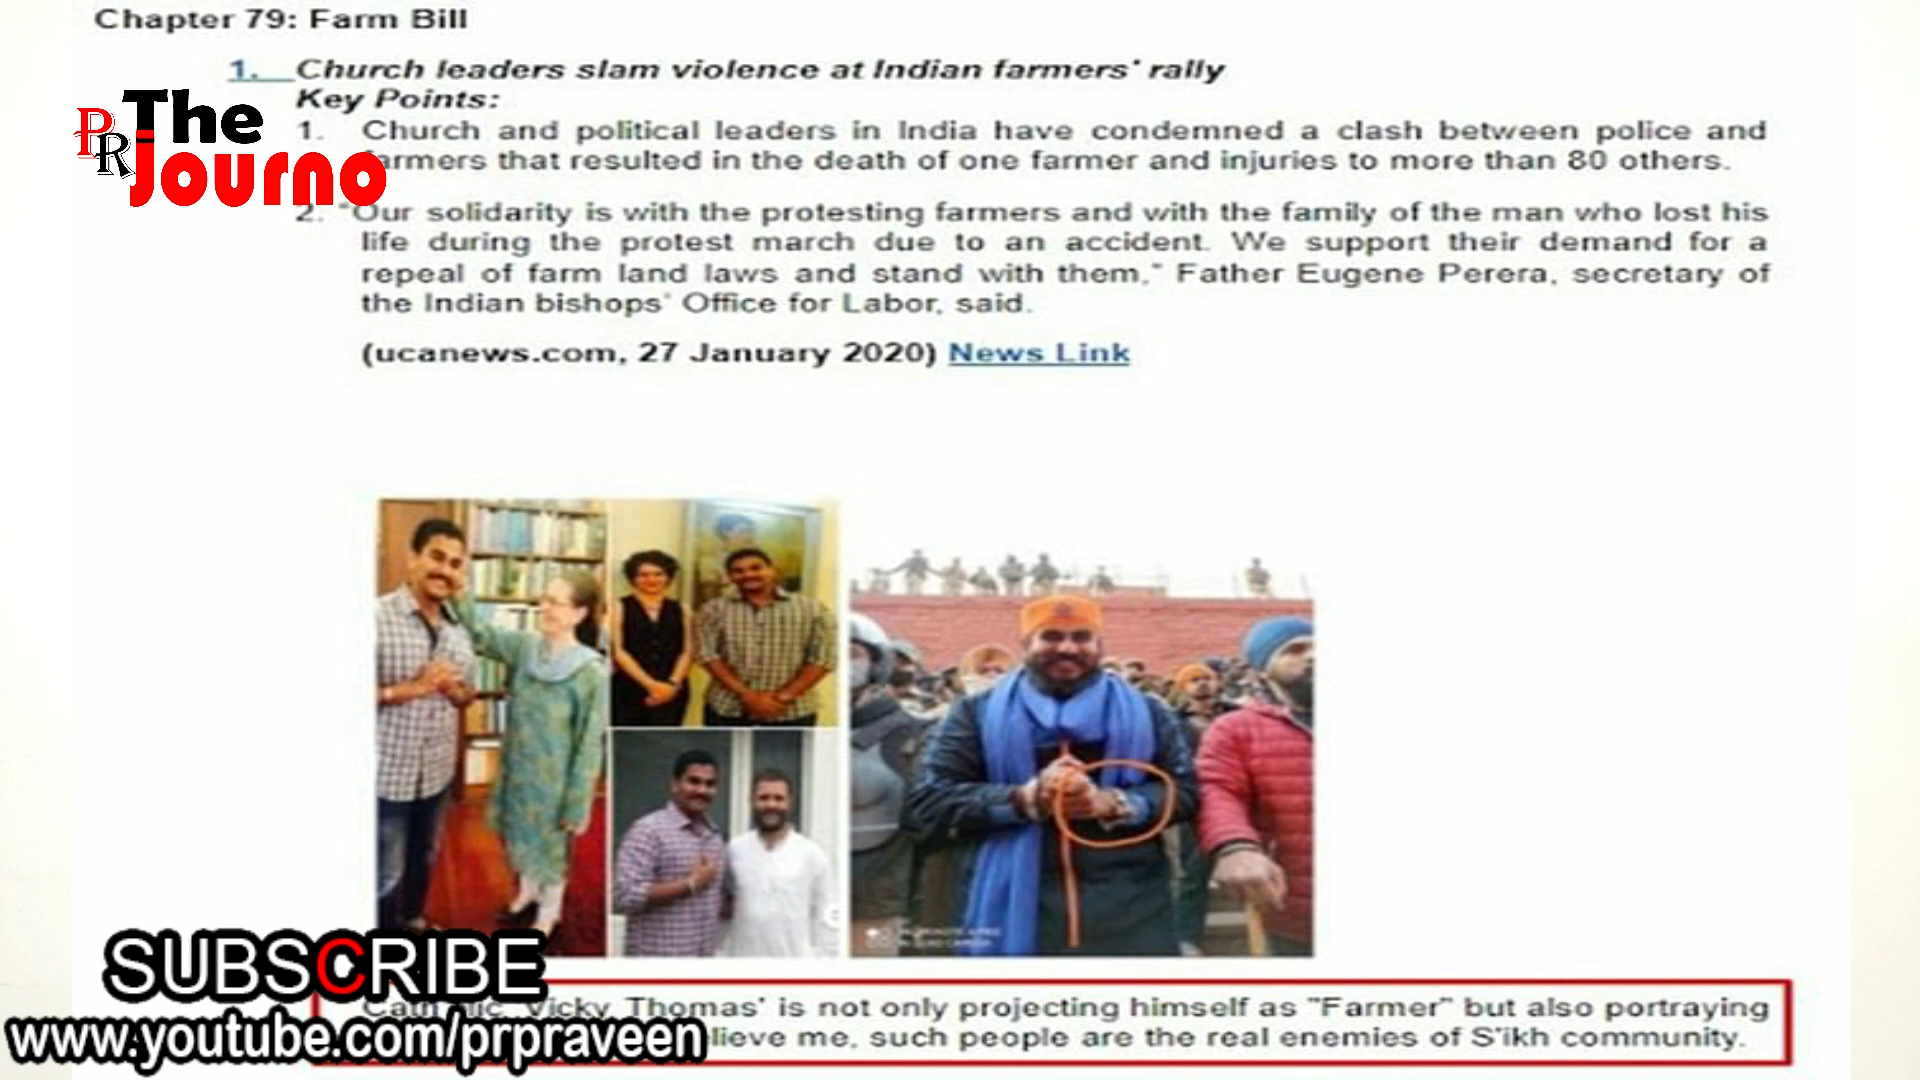 Chapter 79: Farm Bill
1. Church leaders slam violence at Indian farmers' rally
Key Points:
1. Church and political leaders in India have condemned a clash between police and
farmers that resulted in the death of one farmer and injuries to more than 80 others.
PR The
Journo
2. "Our solidarity is with the protesting farmers and with the family of the man who lost his
life during the protest march due to an accident. We support their demand for a
repeal of farm land laws and stand with them," Father Eugene Perera, secretary of
the Indian bishops' Office for Labor, said.
(ucanews.com, 27 January 2020) News Link
SUBSCRIBE
Vicky Thomas' is not only projecting himself as "Farmer" but also portraying
www.youtube.com/prpraveen
me, such people are the real enemies of S'ikh community.